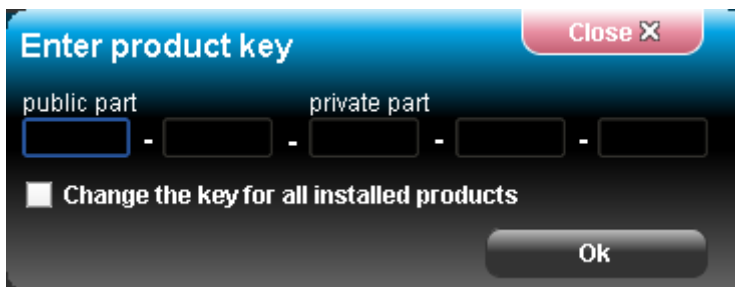 Close X
Enter product key
public part private part
- - - -
Change the key for all installed products
Ok